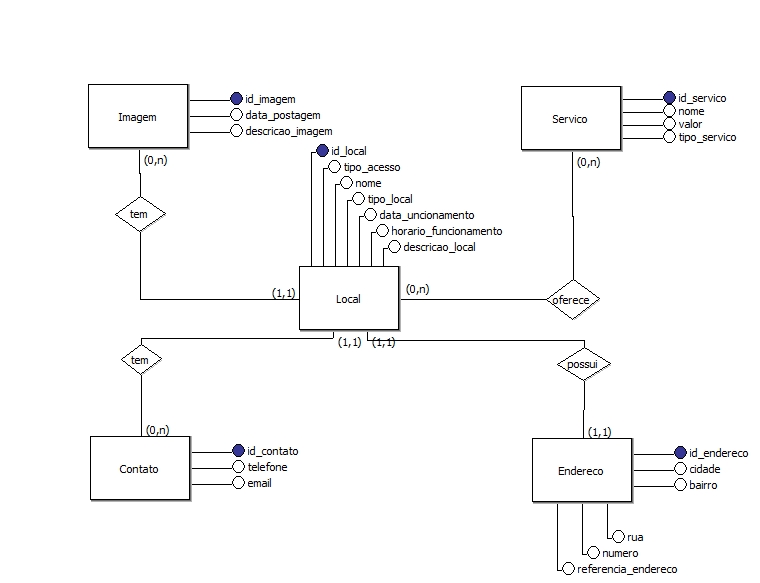 Imagem
id_imagem
data_postagem
descricao_imagem
(0,n)
tem
Servico
id_servico
nome
valor
tipo_servico
(0,n)
oferece
id_local
tipo_acesso
nome
tipo_local
data_uncionamento
horario_funcionamento
descricao_local
(1,1)
Local
(0,n)
(1,1)
(1,1)
tem
possui
(0,n)
Contato
id_contato
telefone
email
(1,1)
Endereco
id_endereco
cidade
bairro
rua
numero
referencia_endereco